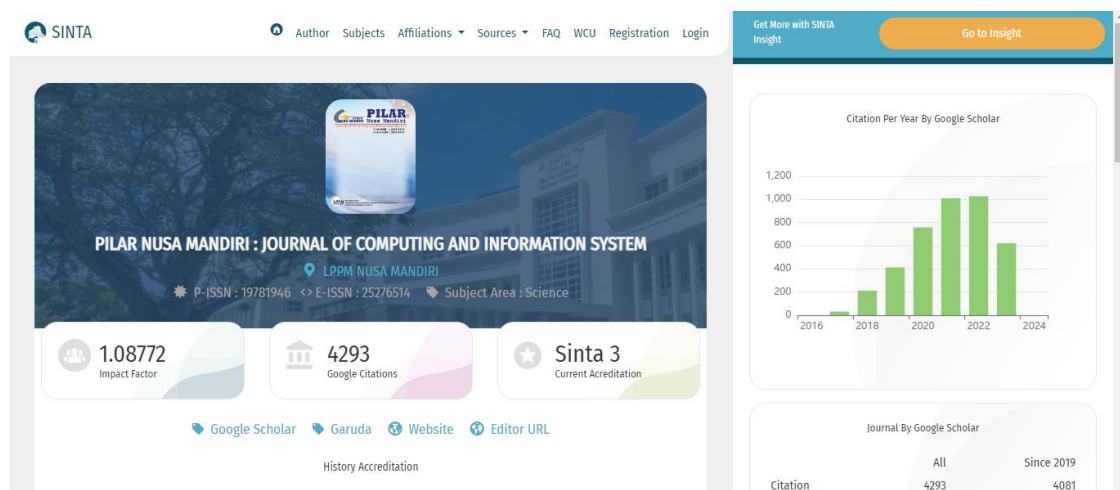 SINTA
Author Subjects Affiliations Sources FAQ WCU Registration Login
PILAR
Nusa Mandiri
PILAR NUSA MANDIRI : JOURNAL OF COMPUTING AND INFORMATION SYSTEM
LPPM NUSA MANDIRI
P-ISSN : 19781946 <> E-ISSN : 25276514 Subject Area : Science
1.08772
Impact Factor
4293
Google Citations
Sinta 3
Current Acreditation
Google Scholar Garuda Website Editor URL
History Accreditation
Get More with SINTA
Insight
Go to Insight
Citation Per Year By Google Scholar
1,200
1,000
800
600
400
200
0
2016 2018 2020 2022 2024
Journal By Google Scholar
All Since 2019
Citation 4293 4081